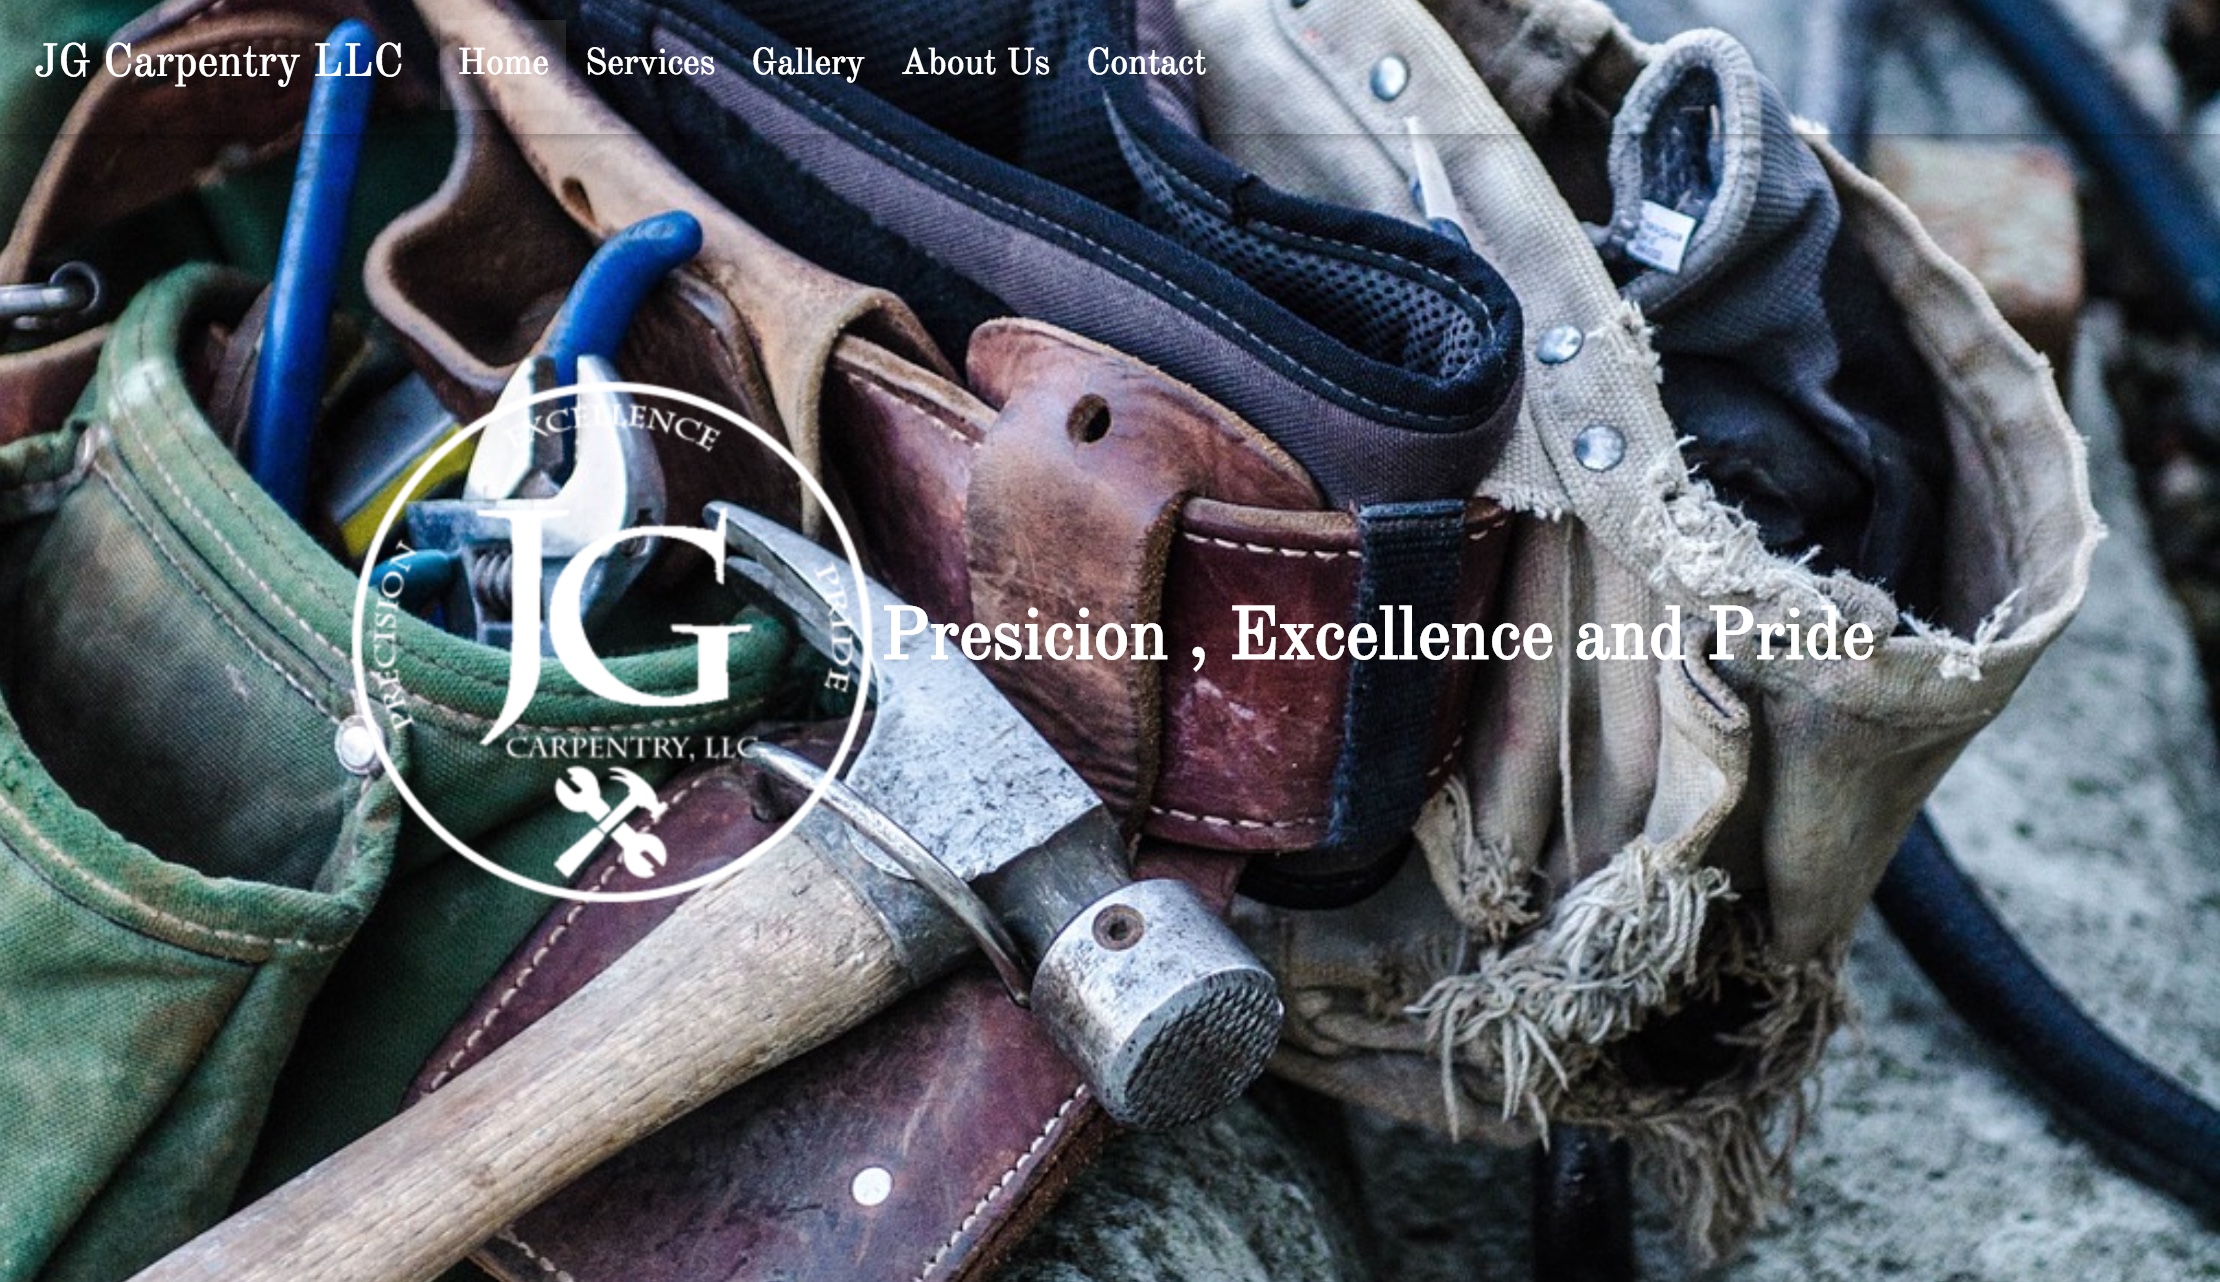 JG Carpentry LLC Home Services Gallery About Us Contact
EXCELLENCE
PRECISION
PRIDE
JG
CARPENTRY, LLC
Presicion , Excellence and Pride